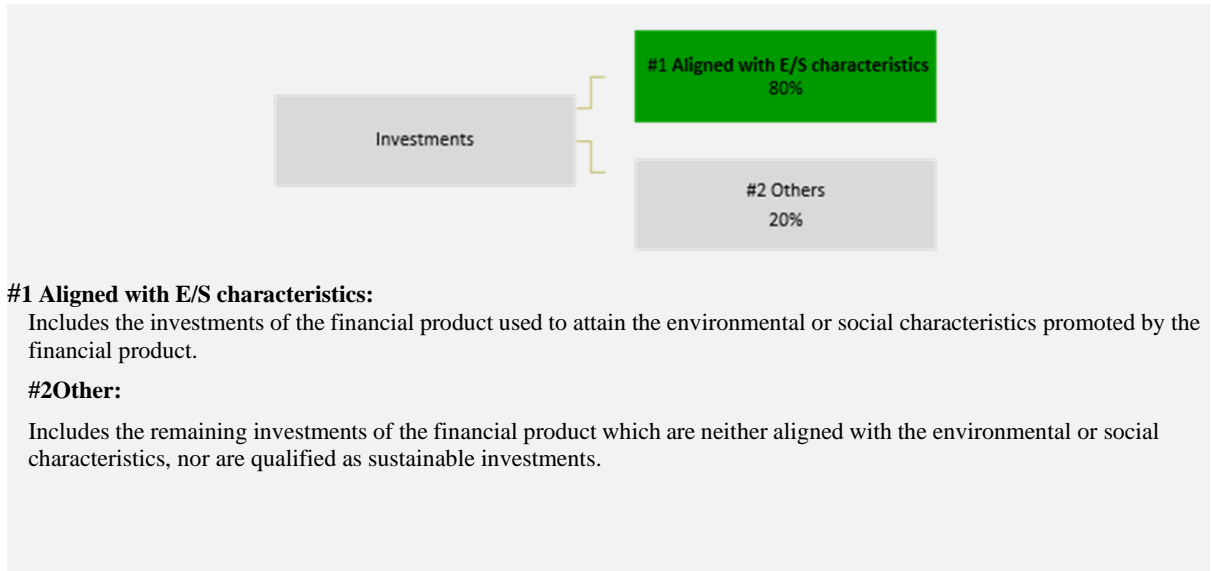 #1 Aligned with E/S characteristics
80%
Investments
#2 Others
20%
#1 Aligned with E/S characteristics:
Includes the investments of the financial product used to attain the environmental or social characteristics promoted by the
financial product.
#2Other:
Includes the remaining investments of the financial product which are neither aligned with the environmental or social
characteristics, nor are qualified as sustainable investments.